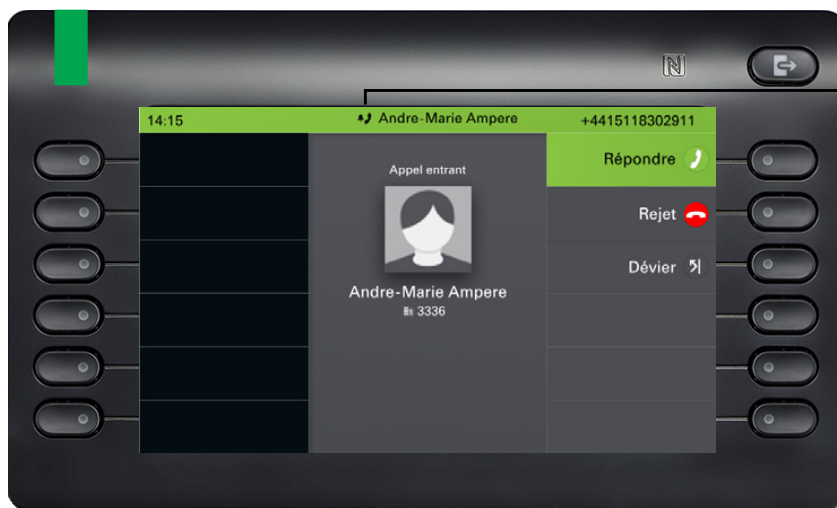 14:15
Andre-Marie Ampere
+4415118302911
Appel entrant
Répondre
Rejet
Dévier
Andre-Marie Ampere
3336